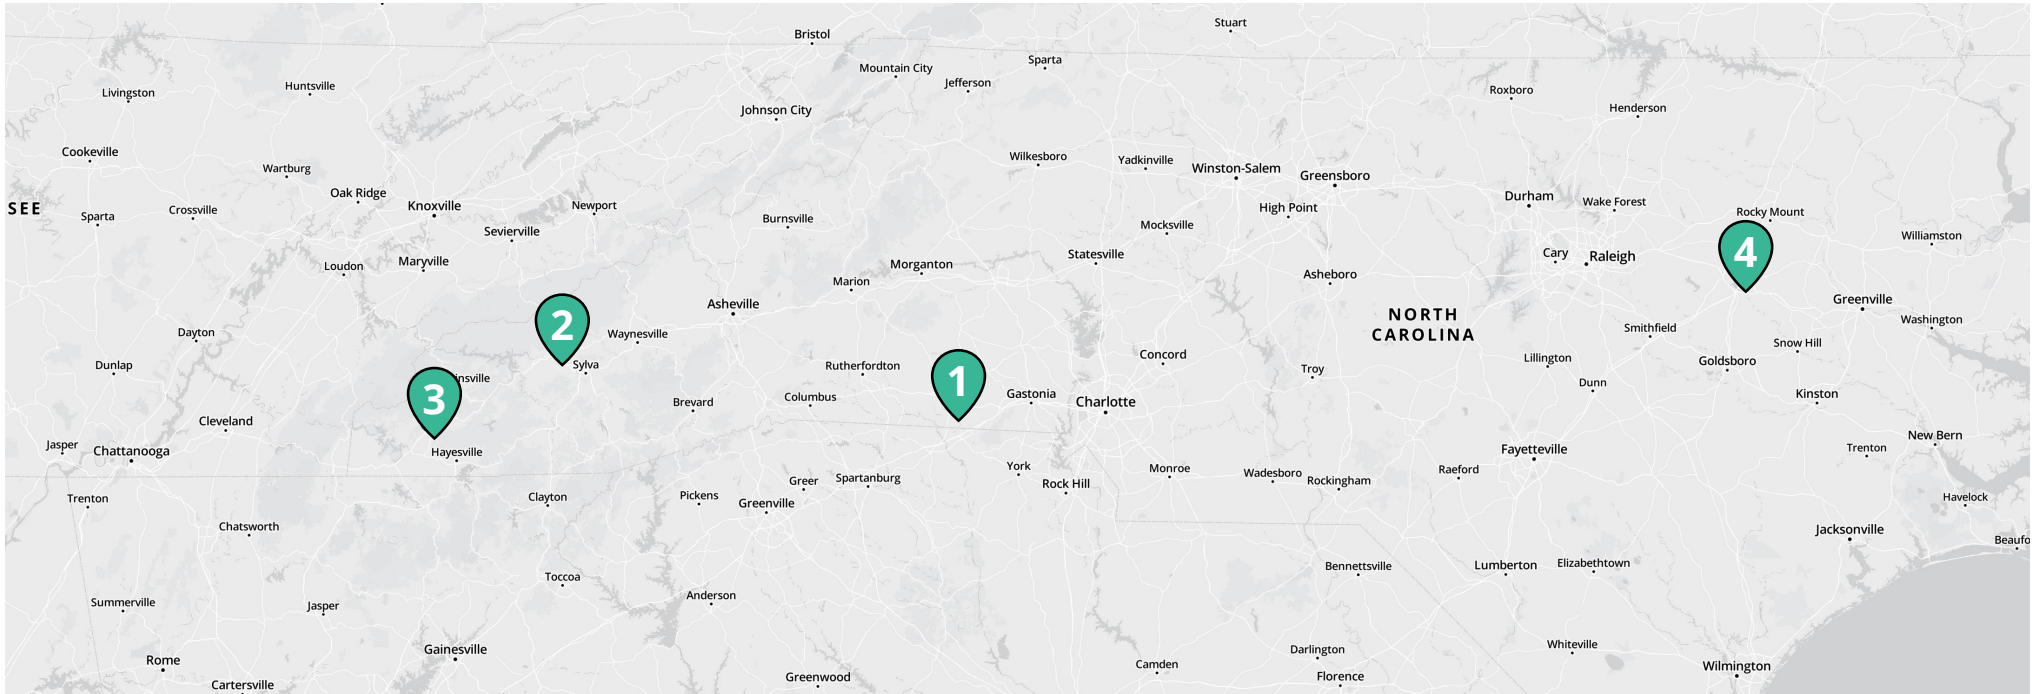 Stuart
Bristol
Sparta
Mountain City
Jefferson
Huntsville
Livingston
Roxboro
Henderson
Johnson City
Cookeville
Wilkesboro
Yadkinville
Wartburg
Winston-Salem
Greensboro
Oak Ridge
Durham
Wake Forest
Knoxville
Newport
SEE
Crossville
High Point
Rocky Mount
Sparta
Burnsville
Mocksville
Sevierville
Williamston
Statesville
Cary
Raleigh
4
Maryville
Loudon
Morganton
Asheboro
Marion
Asheville
Greenville
NORTH
CAROLINA
Washington
2
Dayton
Waynesville
Smithfield
Snow Hill
Concord
Lillington
Goldsboro
Dunlap
Sylva
Rutherfordton
Troy
insville
1
Dunn
3
Columbus
Gastonia
Kinston
Brevard
Charlotte
Cleveland
New Bern
Jasper
Chattanooga
Hayesville
Fayetteville
Trenton
York
Monroe
Wadesboro
Raeford
Greer
Spartanburg
Rock Hill
Rockingham
Trenton
Clayton
Pickens
Greenville
Havelock
Chatsworth
Jacksonville
Beaufo
Bennettsville
Lumberton
Elizabethtown
Toccoa
Summerville
Jasper
Anderson
Whiteville
Gainesville
Darlington
Rome
Camden
Wilmington
Greenwood
Florence
Cartersville